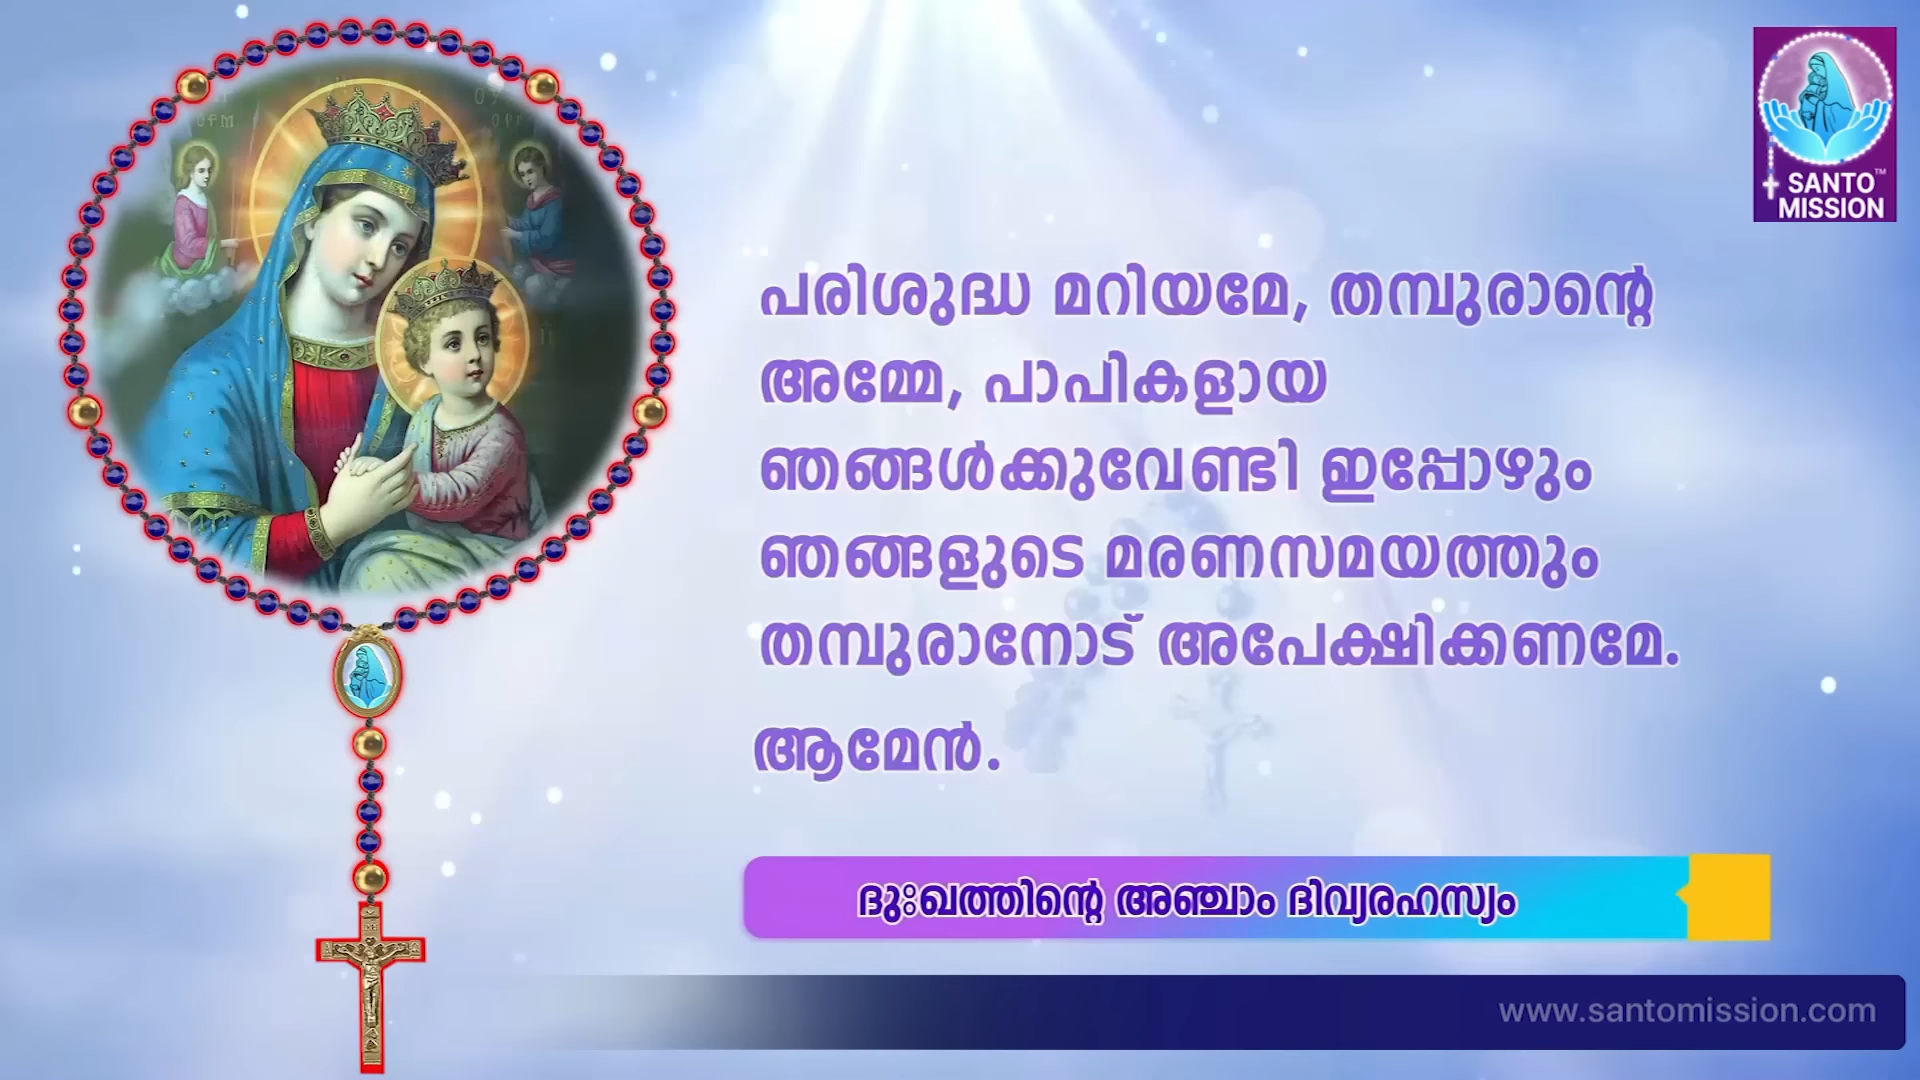 SANTO™
MISSION
പരിശുദ്ധ മറിയമേ, തമ്പുരാന്റെ
അമ്മേ, പാപികളായ
ഞങ്ങൾക്കുവേണ്ടി ഇപ്പോഴും
ഞങ്ങളുടെ മരണസമയത്തും
തമ്പുരാനോട് അപേക്ഷിക്കണമേ.
ആമേൻ.
ദുഃഖത്തിന്റെ അഞ്ചാം ദിവ്യരഹസ്യം
www.santomission.com